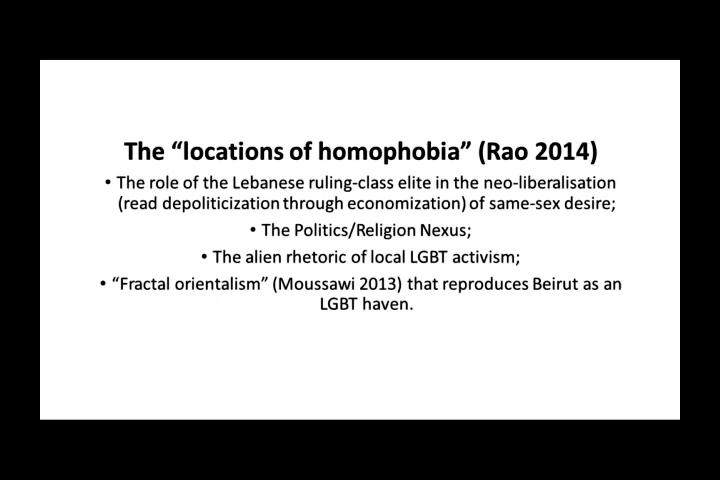 The “locations of homophobia” (Rao 2014)
• The role of the Lebanese ruling-class elite in the neo-liberalisation
(read depoliticization through economization) of same-sex desire;
• The Politics/Religion Nexus;
• The alien rhetoric of local LGBT activism;
• “Fractal orientalism” (Moussawi 2013) that reproduces Beirut as an
LGBT haven.